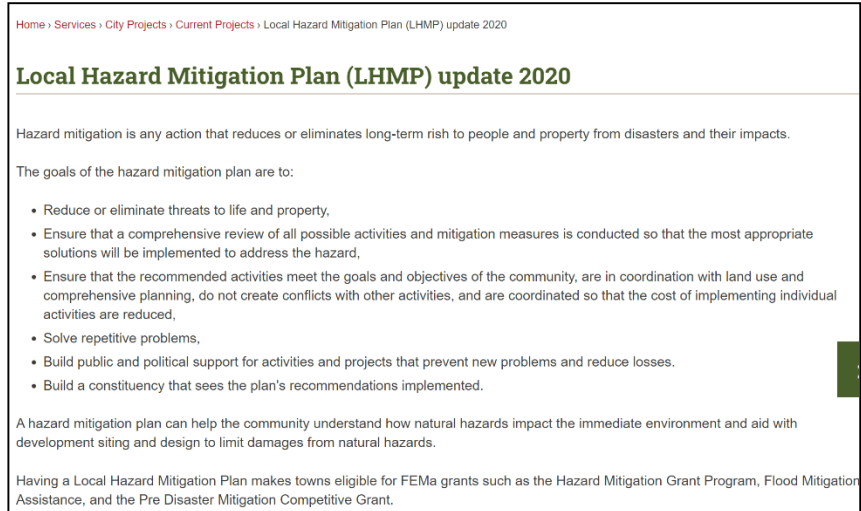 Home › Services › City Projects › Current Projects › Local Hazard Mitigation Plan (LHMP) update 2020
Local Hazard Mitigation Plan (LHMP) update 2020
Hazard mitigation is any action that reduces or eliminates long-term rish to people and property from disasters and their impacts.
The goals of the hazard mitigation plan are to:
• Reduce or eliminate threats to life and property,
• Ensure that a comprehensive review of all possible activities and mitigation measures is conducted so that the most appropriate
solutions will be implemented to address the hazard,
• Ensure that the recommended activities meet the goals and objectives of the community, are in coordination with land use and
comprehensive planning, do not create conflicts with other activities, and are coordinated so that the cost of implementing individual
activities are reduced,
• Solve repetitive problems,
• Build public and political support for activities and projects that prevent new problems and reduce losses.
• Build a constituency that sees the plan's recommendations implemented.
A hazard mitigation plan can help the community understand how natural hazards impact the immediate environment and aid with
development siting and design to limit damages from natural hazards.
Having a Local Hazard Mitigation Plan makes towns eligible for FEMa grants such as the Hazard Mitigation Grant Program, Flood Mitigation
Assistance, and the Pre Disaster Mitigation Competitive Grant.